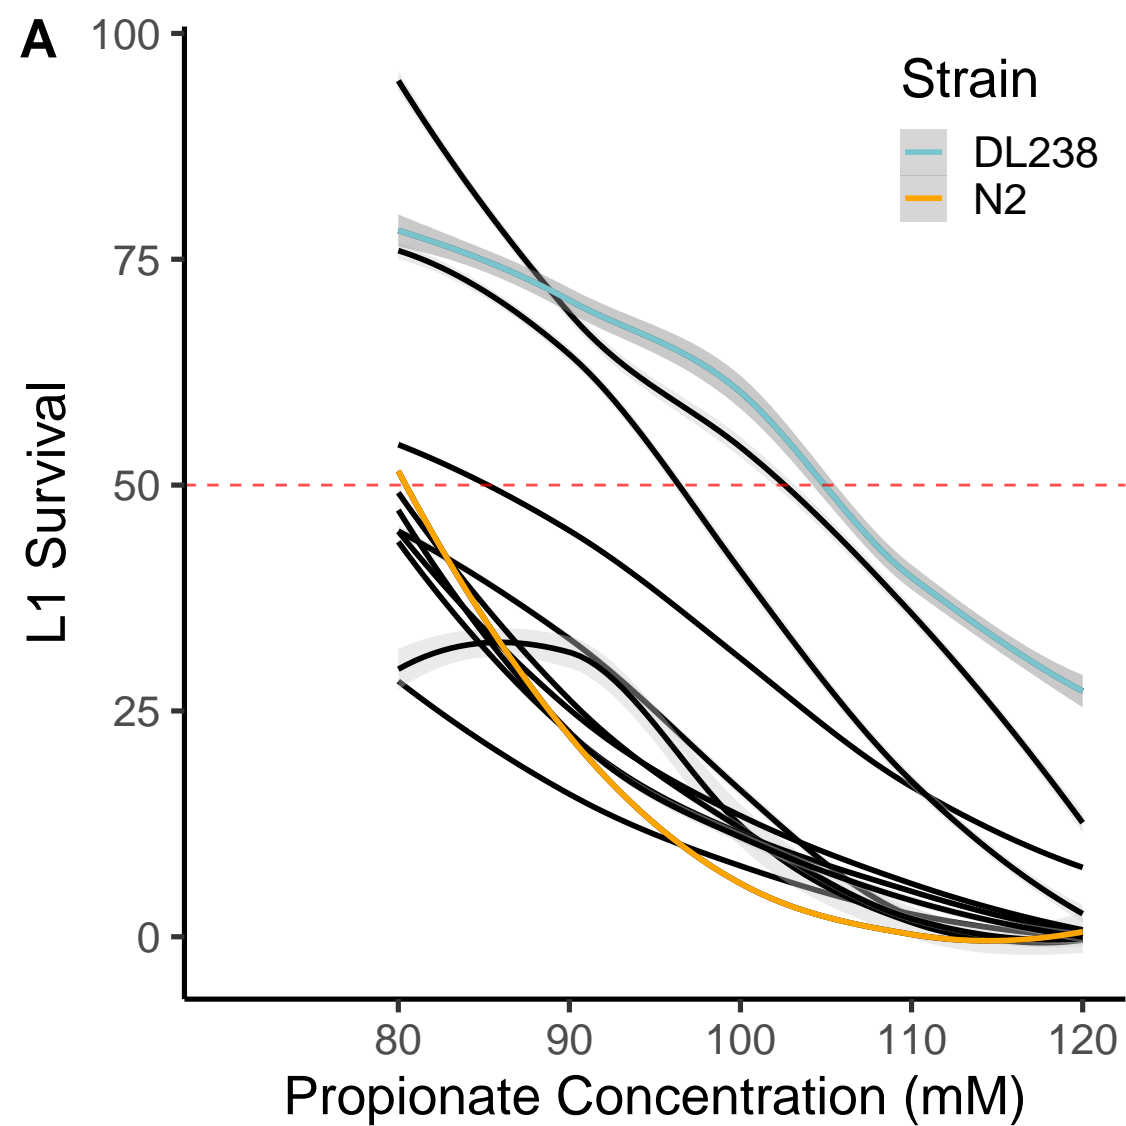 A
100
75
50
25
0
L1 Survival
Strain
DL238
N2
80 90 100 110 120
Propionate Concentration (mM)